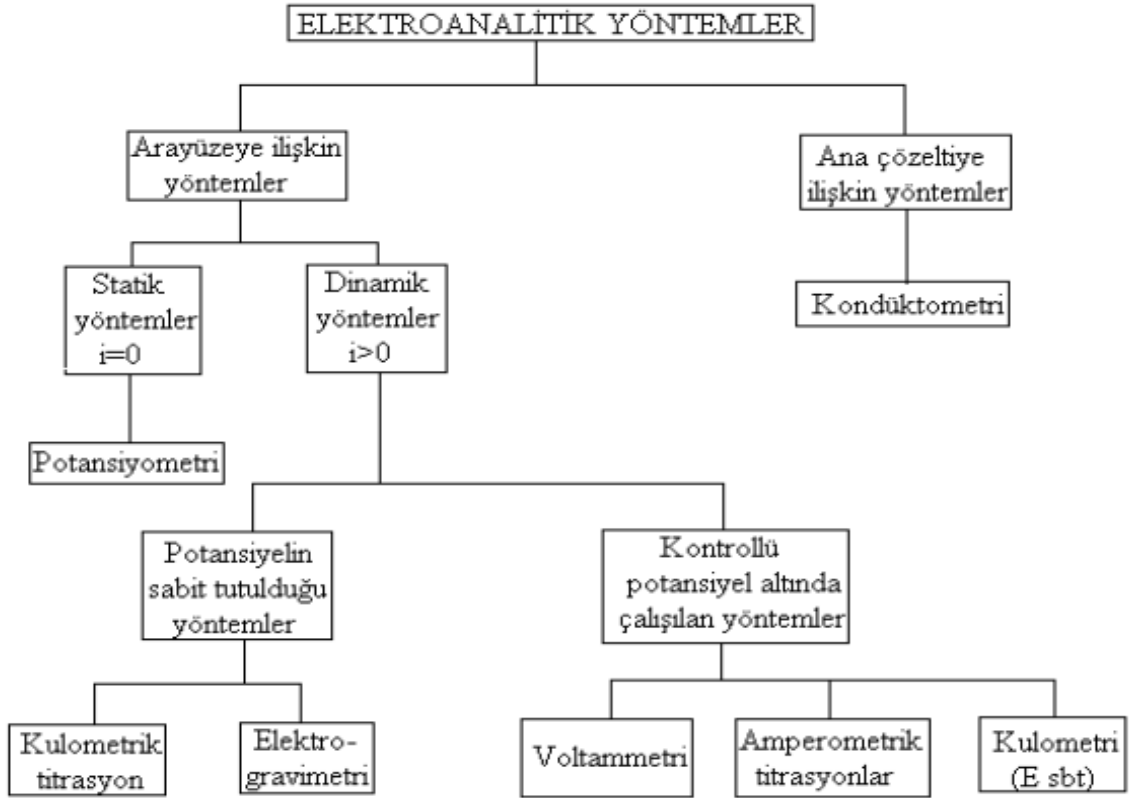 ELEKTROANALİTİK YÖNTEMLER
Arayüzeye ilişkin
yöntemler
Ana çözeltiye
ilişkin yöntemler
Statik
yöntemler
i=0
Dinamik
yöntemler
i>0
Kondüktometri
Potansiyometri
Potansiyelin
sabit tutulduğu
yöntemler
Kontrollü
potansiyel altında
çalışılan yöntemler
Kulometrik
titrasyon
Elektro-
gravimetri
Voltammetri
Amperometrik
titrasyonlar
Kulometri
(E sbt)